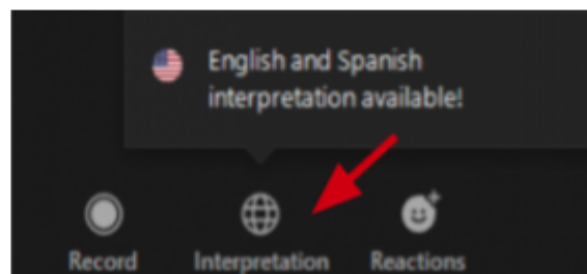 English and Spanish
interpretation available!
Record Interpretation Reactions